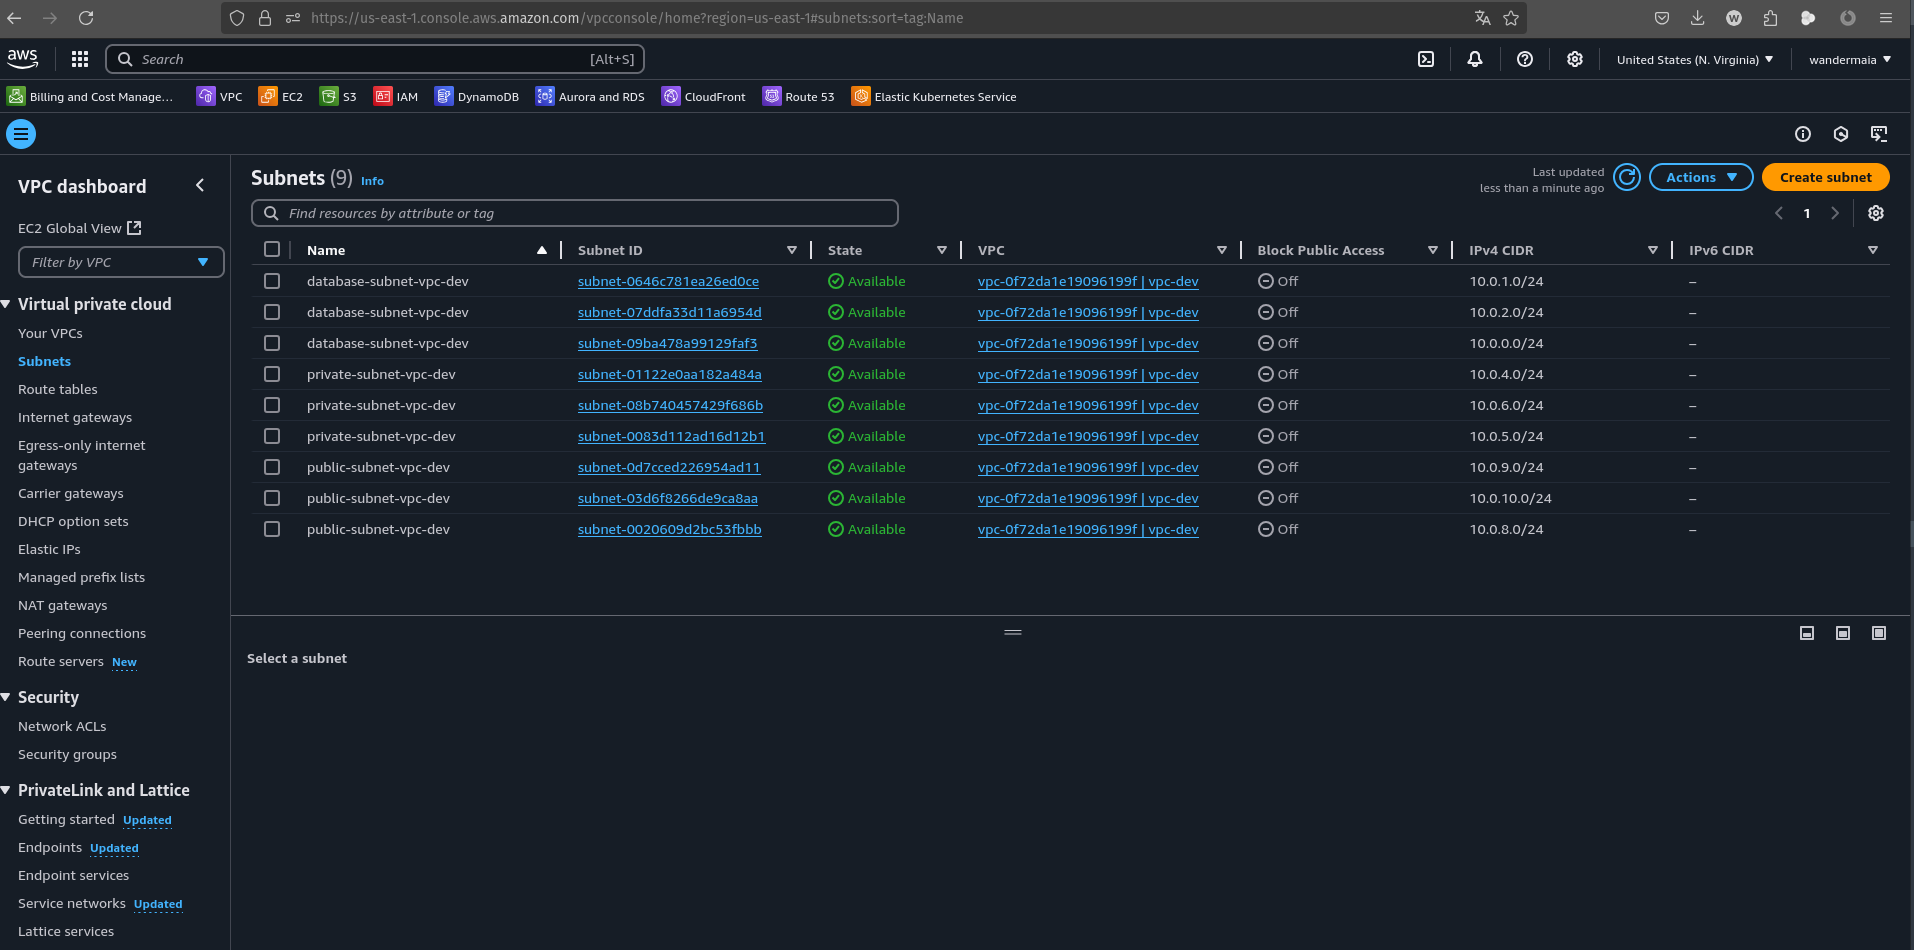 https://us-east-1.console.aws.amazon.com/vpcconsole/home?region=us-east-1#subnets:sort=tag:Name
W
aws
Search [Alt+S]
United States (N. Virginia)
wandermaia
Billing and Cost Manage... VPC EC2 S3 IAM DynamoDB Aurora and RDS CloudFront Route 53 Elastic Kubernetes Service
VPC dashboard
EC2 Global View
Filter by VPC
Virtual private cloud
Your VPCs
Subnets
Route tables
Internet gateways
Egress-only internet
gateways
Carrier gateways
DHCP option sets
Elastic IPs
Managed prefix lists
NAT gateways
Peering connections
Route servers New
Security
Network ACLs
Security groups
PrivateLink and Lattice
Getting started Updated
Endpoints Updated
Endpoint services
Service networks Updated
Lattice services
Subnets (9) Info
Last updated
less than a minute ago
Actions
Create subnet
Find resources by attribute or tag
1
Name Subnet ID State VPC Block Public Access IPv4 CIDR IPv6 CIDR
database-subnet-vpc-dev subnet-0646c781ea26ed0ce Available vpc-0f72da1e19096199f | vpc-dev Off 10.0.1.0/24 –
database-subnet-vpc-dev subnet-07ddfa33d11a6954d Available vpc-0f72da1e19096199f | vpc-dev Off 10.0.2.0/24 –
database-subnet-vpc-dev subnet-09ba478a99129faf3 Available vpc-0f72da1e19096199f | vpc-dev Off 10.0.0.0/24 –
private-subnet-vpc-dev subnet-01122e0aa182a484a Available vpc-0f72da1e19096199f | vpc-dev Off 10.0.4.0/24 –
private-subnet-vpc-dev subnet-08b740457429f686b Available vpc-0f72da1e19096199f | vpc-dev Off 10.0.6.0/24 –
private-subnet-vpc-dev subnet-0083d112ad16d12b1 Available vpc-0f72da1e19096199f | vpc-dev Off 10.0.5.0/24 –
public-subnet-vpc-dev subnet-0d7cced226954ad11 Available vpc-0f72da1e19096199f | vpc-dev Off 10.0.9.0/24 –
public-subnet-vpc-dev subnet-03d6f8266de9ca8aa Available vpc-0f72da1e19096199f | vpc-dev Off 10.0.10.0/24 –
public-subnet-vpc-dev subnet-0020609d2bc53fbbb Available vpc-0f72da1e19096199f | vpc-dev Off 10.0.8.0/24 –
Select a subnet